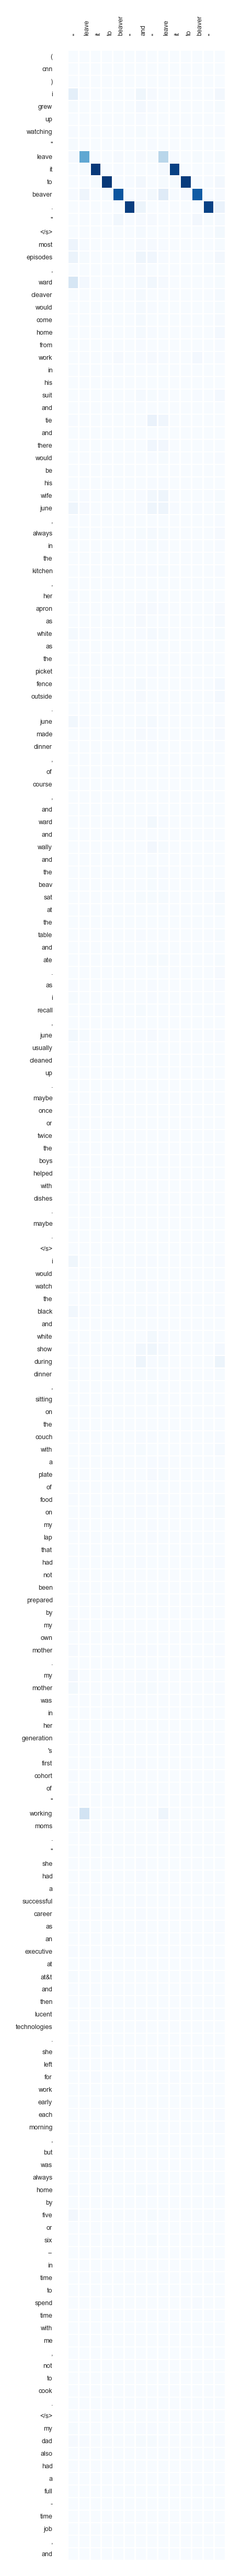 " leave it to beaver " and " leave it to beaver "
(
cnn
)
i
grew
up
watching
"
leave
it
to
beaver
.
"
</s>
most
episodes
,
ward
cleaver
would
come
home
from
work
in
his
suit
and
tie
and
there
would
be
his
wife
june
,
always
in
the
kitchen
,
her
apron
as
white
as
the
picket
fence
outside
.
june
made
dinner
,
of
course
,
and
ward
and
wally
and
the
beav
sat
at
the
table
and
ate
.
as
i
recall
,
june
usually
cleaned
up
.
maybe
once
or
twice
the
boys
helped
with
dishes
.
maybe
.
</s>
i
would
watch
the
black
and
white
show
during
dinner
,
sitting
on
the
couch
with
a
plate
of
food
on
my
lap
that
had
not
been
prepared
by
my
own
mother
.
my
mother
was
in
her
generation
's
first
cohort
of
"
working
moms
.
"
she
had
a
successful
career
as
an
executive
at
at&t
and
then
lucent
technologies
.
she
left
for
work
early
each
morning
,
but
was
always
home
by
five
or
six
--
in
time
to
spend
time
with
me
,
not
to
cook
.
</s>
my
dad
also
had
a
full
-
time
job
,
and